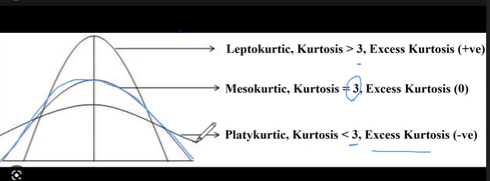 Leptokurtic, Kurtosis > 3, Excess Kurtosis (+ve)
Mesokurtic, Kurtosis = 3, Excess Kurtosis (0)
Platykurtic, Kurtosis < 3, Excess Kurtosis (-ve)